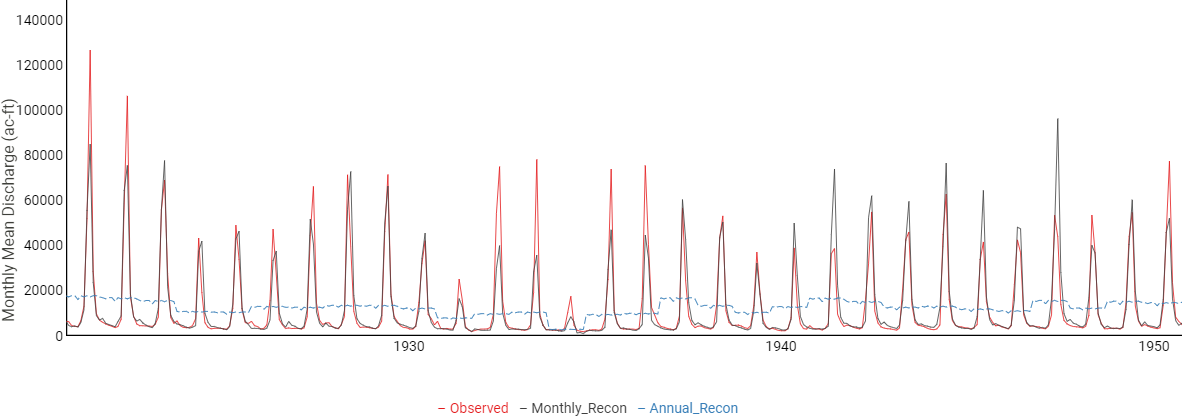 140000
120000
100000
80000
60000
40000
20000
0
Monthly Mean Discharge (ac-ft)
1930 1940 1950
Observed Monthly_Recon Annual_Recon